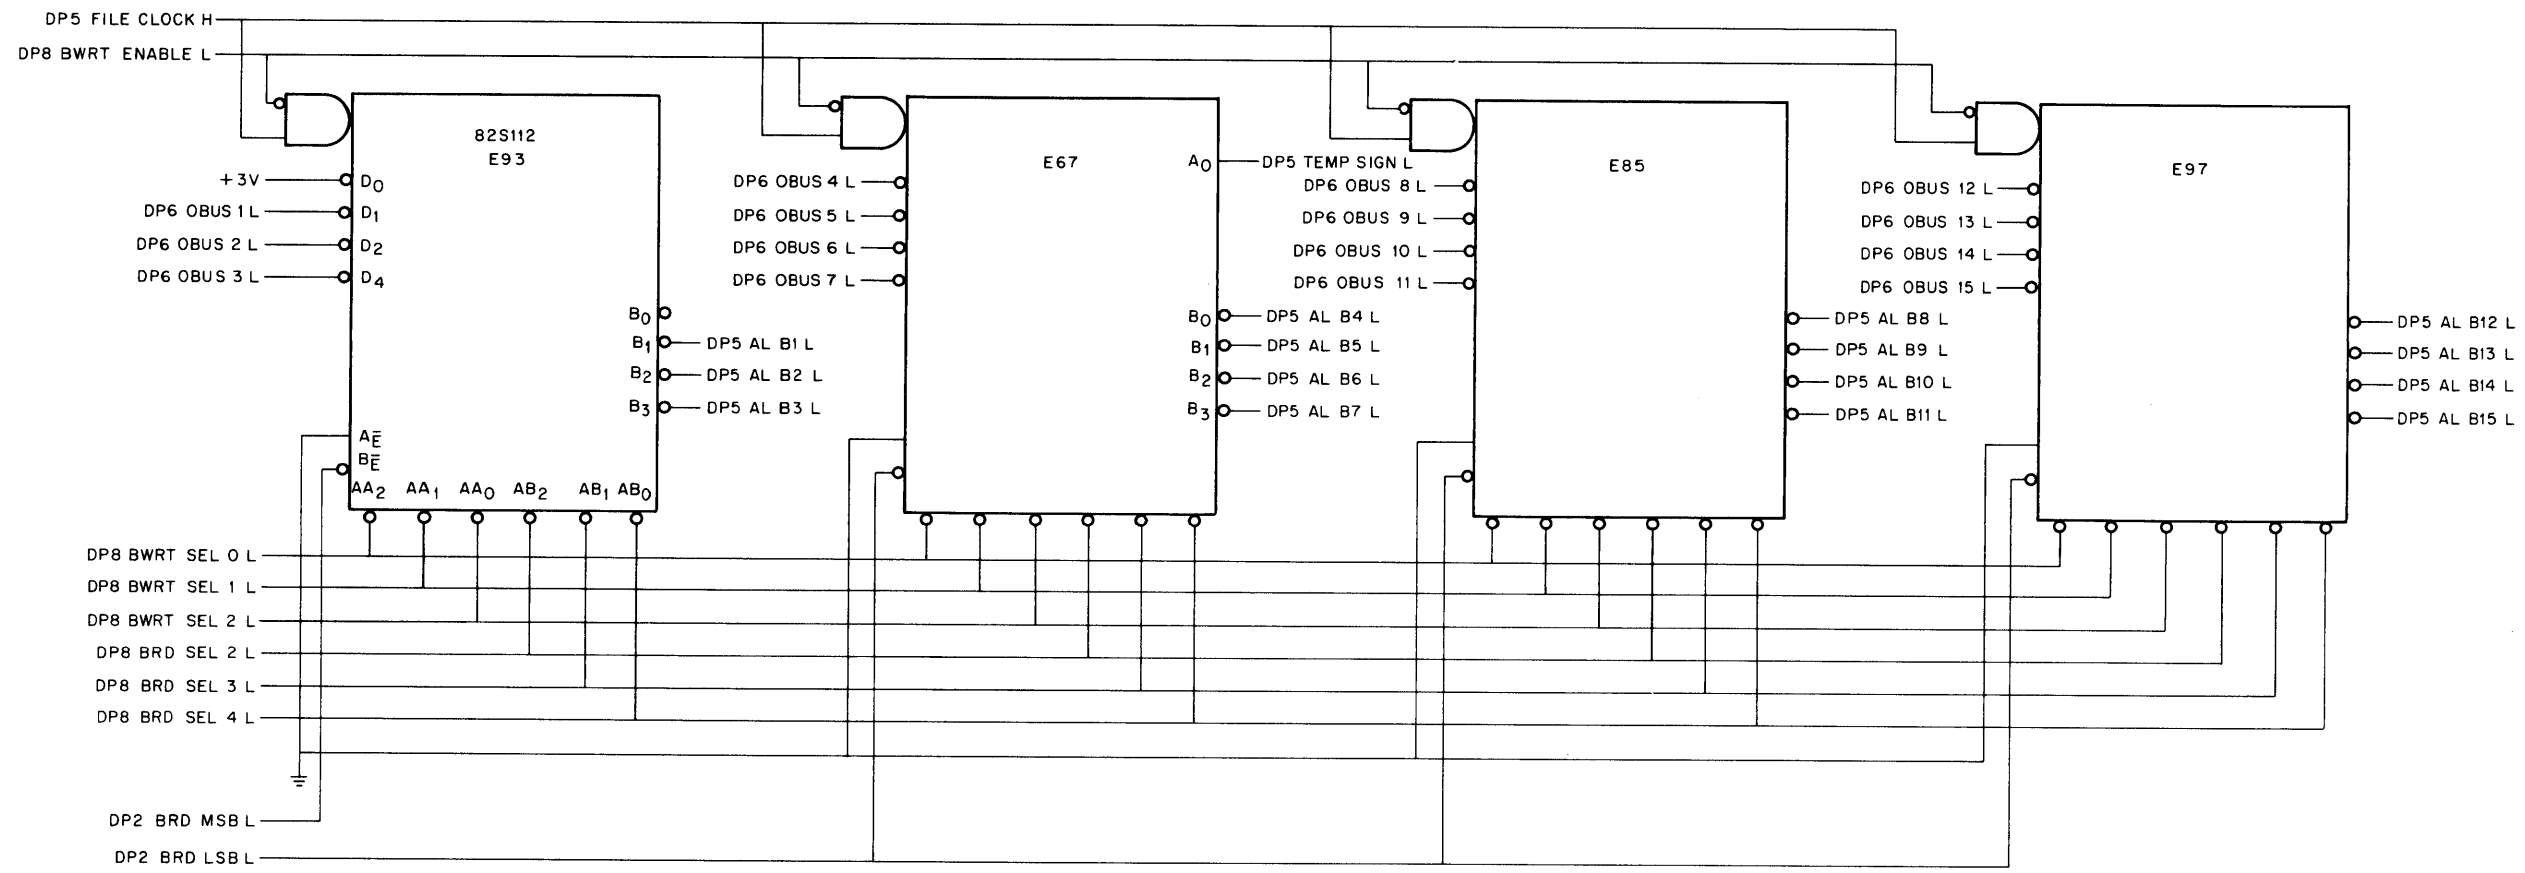 DP5 FILE CLOCK H
DP8 BWRT ENABLE L
82S112
E93
+3V
D0
DP6 OBUS 1 L
D1
DP6 OBUS 2 L
D2
DP6 OBUS 3 L
D4
B0
B1
DP5 AL B1 L
B2
DP5 AL B2 L
B3
DP5 AL B3 L
AE̅
BE̅
AA2 AA1 AA0 AB2 AB1 AB0
E67
A0
DP5 TEMP SIGN L
DP6 OBUS 4 L
DP6 OBUS 5 L
DP6 OBUS 6 L
DP6 OBUS 7 L
B0
DP5 AL B4 L
B1
DP5 AL B5 L
B2
DP5 AL B6 L
B3
DP5 AL B7 L
E85
DP6 OBUS 8 L
DP6 OBUS 9 L
DP6 OBUS 10 L
DP6 OBUS 11 L
DP5 AL B8 L
DP5 AL B9 L
DP5 AL B10 L
DP5 AL B11 L
E97
DP6 OBUS 12 L
DP6 OBUS 13 L
DP6 OBUS 14 L
DP6 OBUS 15 L
DP5 AL B12 L
DP5 AL B13 L
DP5 AL B14 L
DP5 AL B15 L
DP8 BWRT SEL 0 L
DP8 BWRT SEL 1 L
DP8 BWRT SEL 2 L
DP8 BRD SEL 2 L
DP8 BRD SEL 3 L
DP8 BRD SEL 4 L
DP2 BRD MSB L
DP2 BRD LSB L